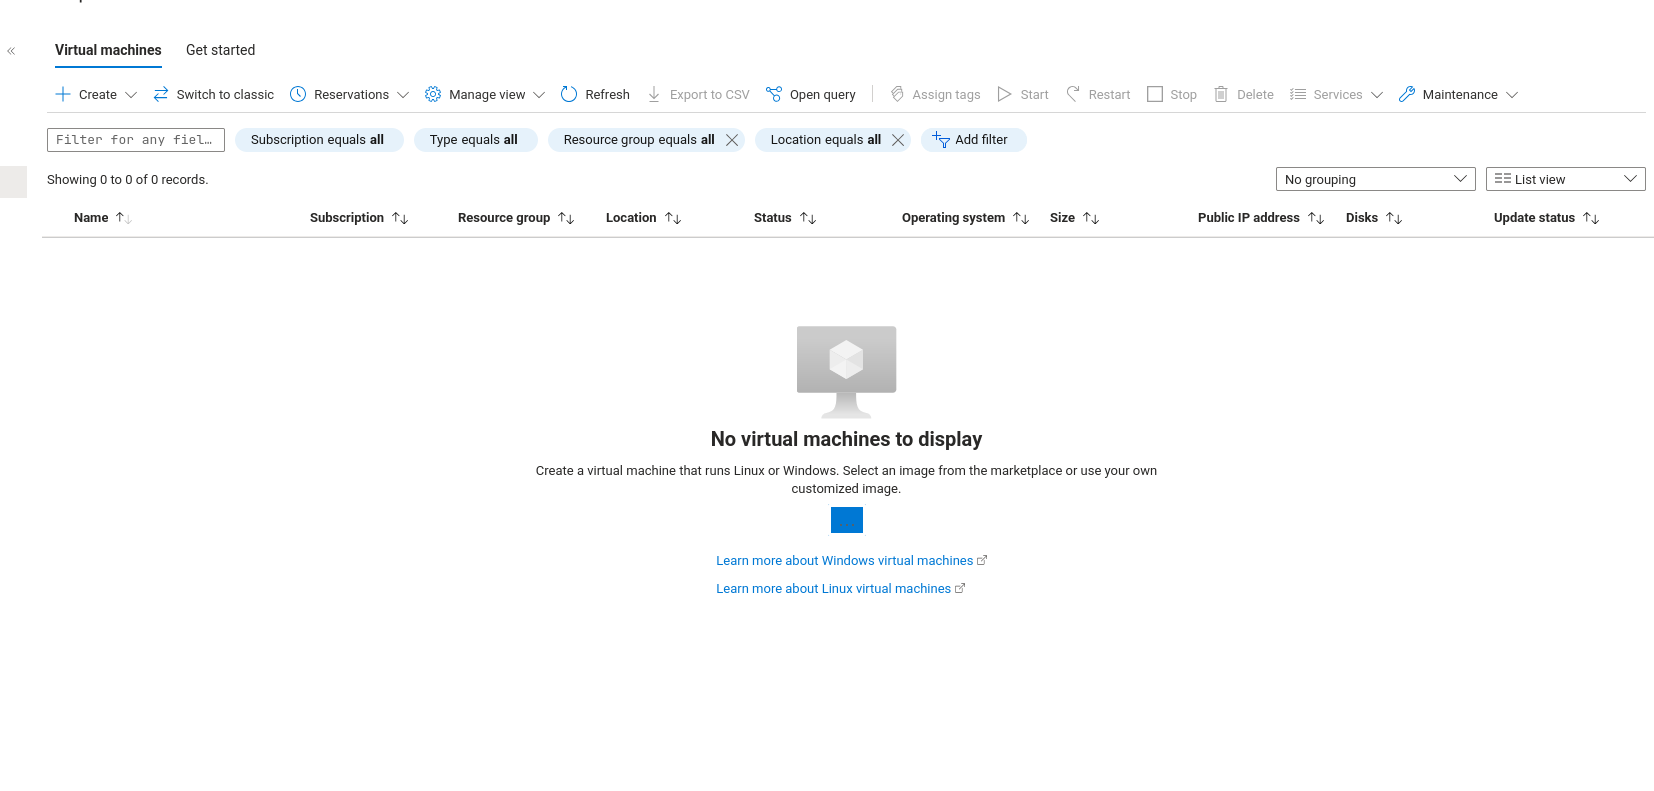 Virtual machines Get started
Create Switch to classic Reservations Manage view Refresh Export to CSV Open query Assign tags Start Restart Stop Delete Services Maintenance
Filter for any fiel… Subscription equals all Type equals all Resource group equals all Location equals all Add filter
Showing 0 to 0 of 0 records. No grouping List view
Name Subscription Resource group Location Status Operating system Size Public IP address Disks Update status
No virtual machines to display
Create a virtual machine that runs Linux or Windows. Select an image from the marketplace or use your own
customized image.
Learn more about Windows virtual machines
Learn more about Linux virtual machines